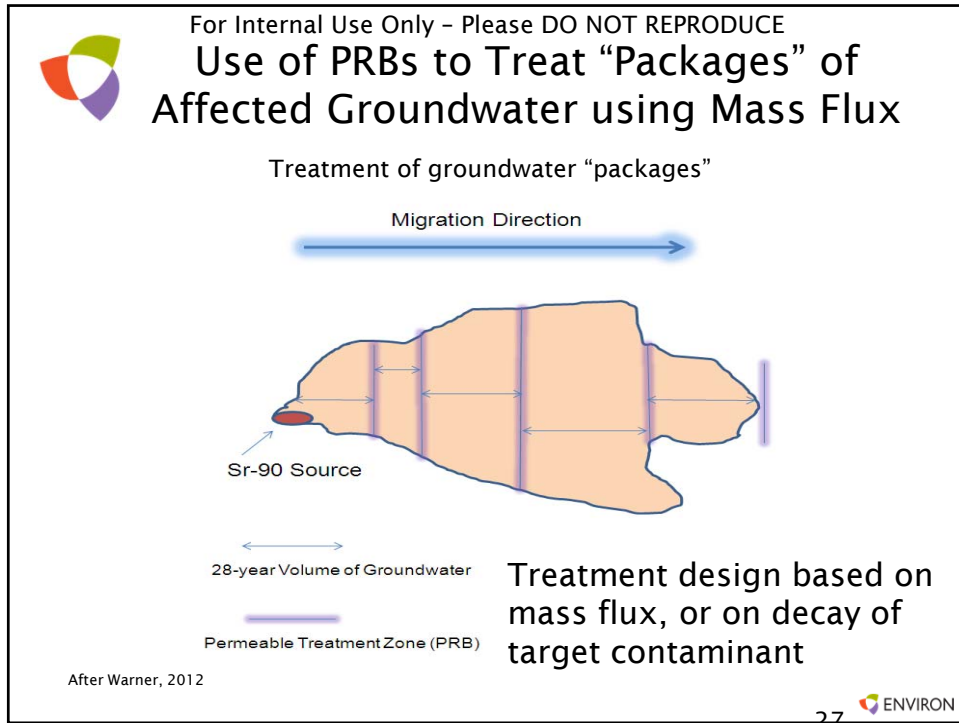 For Internal Use Only – Please DO NOT REPRODUCE
Use of PRBs to Treat “Packages” of
Affected Groundwater using Mass Flux
Treatment of groundwater “packages”
Migration Direction
Sr-90 Source
28-year Volume of Groundwater
Permeable Treatment Zone (PRB)
Treatment design based on
mass flux, or on decay of
target contaminant
After Warner, 2012
ENVIRON